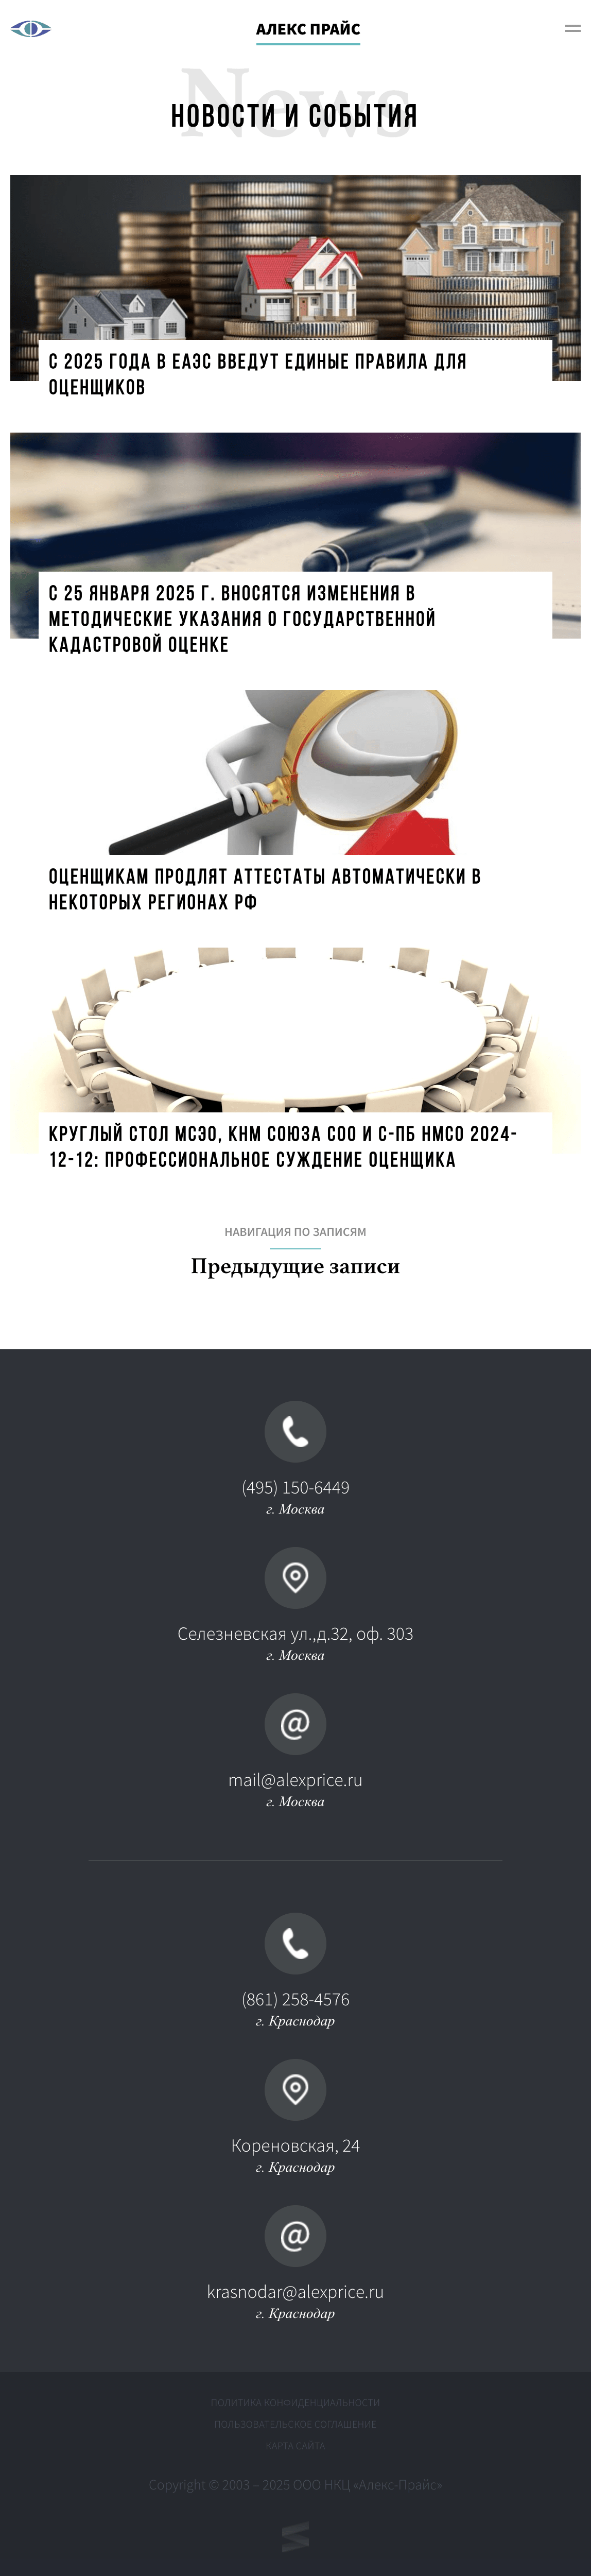 АЛЕКС ПРАЙС
News
НОВОСТИ И СОБЫТИЯ
С 2025 ГОДА В ЕАЭС ВВЕДУТ ЕДИНЫЕ ПРАВИЛА ДЛЯ
ОЦЕНЩИКОВ
С 25 ЯНВАРЯ 2025 Г. ВНОСЯТСЯ ИЗМЕНЕНИЯ В
МЕТОДИЧЕСКИЕ УКАЗАНИЯ О ГОСУДАРСТВЕННОЙ
КАДАСТРОВОЙ ОЦЕНКЕ
ОЦЕНЩИКАМ ПРОДЛЯТ АТТЕСТАТЫ АВТОМАТИЧЕСКИ В
НЕКОТОРЫХ РЕГИОНАХ РФ
КРУГЛЫЙ СТОЛ МСЭО, КНМ СОЮЗА СОО И С-ПБ НМСО 2024-
12-12: ПРОФЕССИОНАЛЬНОЕ СУЖДЕНИЕ ОЦЕНЩИКА
НАВИГАЦИЯ ПО ЗАПИСЯМ
Предыдущие записи
(495) 150-6449
г. Москва
Селезневская ул.,д.32, оф. 303
г. Москва
mail@alexprice.ru
г. Москва
(861) 258-4576
г. Краснодар
Кореновская, 24
г. Краснодар
krasnodar@alexprice.ru
г. Краснодар
ПОЛИТИКА КОНФИДЕНЦИАЛЬНОСТИ
ПОЛЬЗОВАТЕЛЬСКОЕ СОГЛАШЕНИЕ
КАРТА САЙТА
Copyright © 2003 – 2025 ООО НКЦ «Алекс-Прайс»